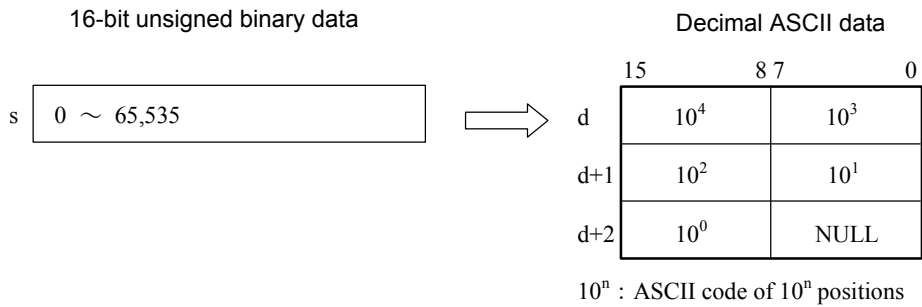 16-bit unsigned binary data
Decimal ASCII data
15 8 7 0
s 0 ~ 65,535
d 10⁴ 10³
d+1 10² 10¹
d+2 10⁰ NULL
10ⁿ : ASCII code of 10ⁿ positions